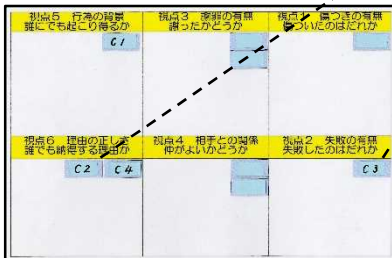 視点5 行為の背景
誰にでも起こり得るか
C1
視点3 謝罪の有無
謝ったかどうか
視点1 傷つきの有無
傷ついたのはだれか
視点6 理由の正しさ
誰でも納得する理由か
C2
C4
視点4 相手との関係
仲がよいかどうか
視点2 失敗の有無
失敗したのはだれか
C3